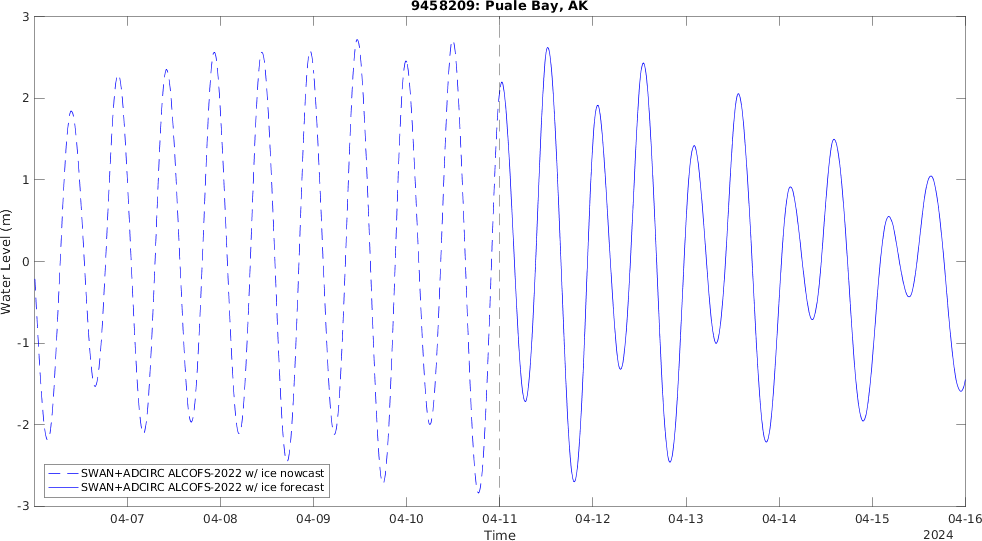 9458209: Puale Bay, AK
3
2
1
0
-1
-2
-3
Water Level (m)
SWAN+ADCIRC ALCOFS-2022 w/ ice nowcast
SWAN+ADCIRC ALCOFS-2022 w/ ice forecast
04-07 04-08 04-09 04-10 04-11 04-12 04-13 04-14 04-15 04-16
Time
2024